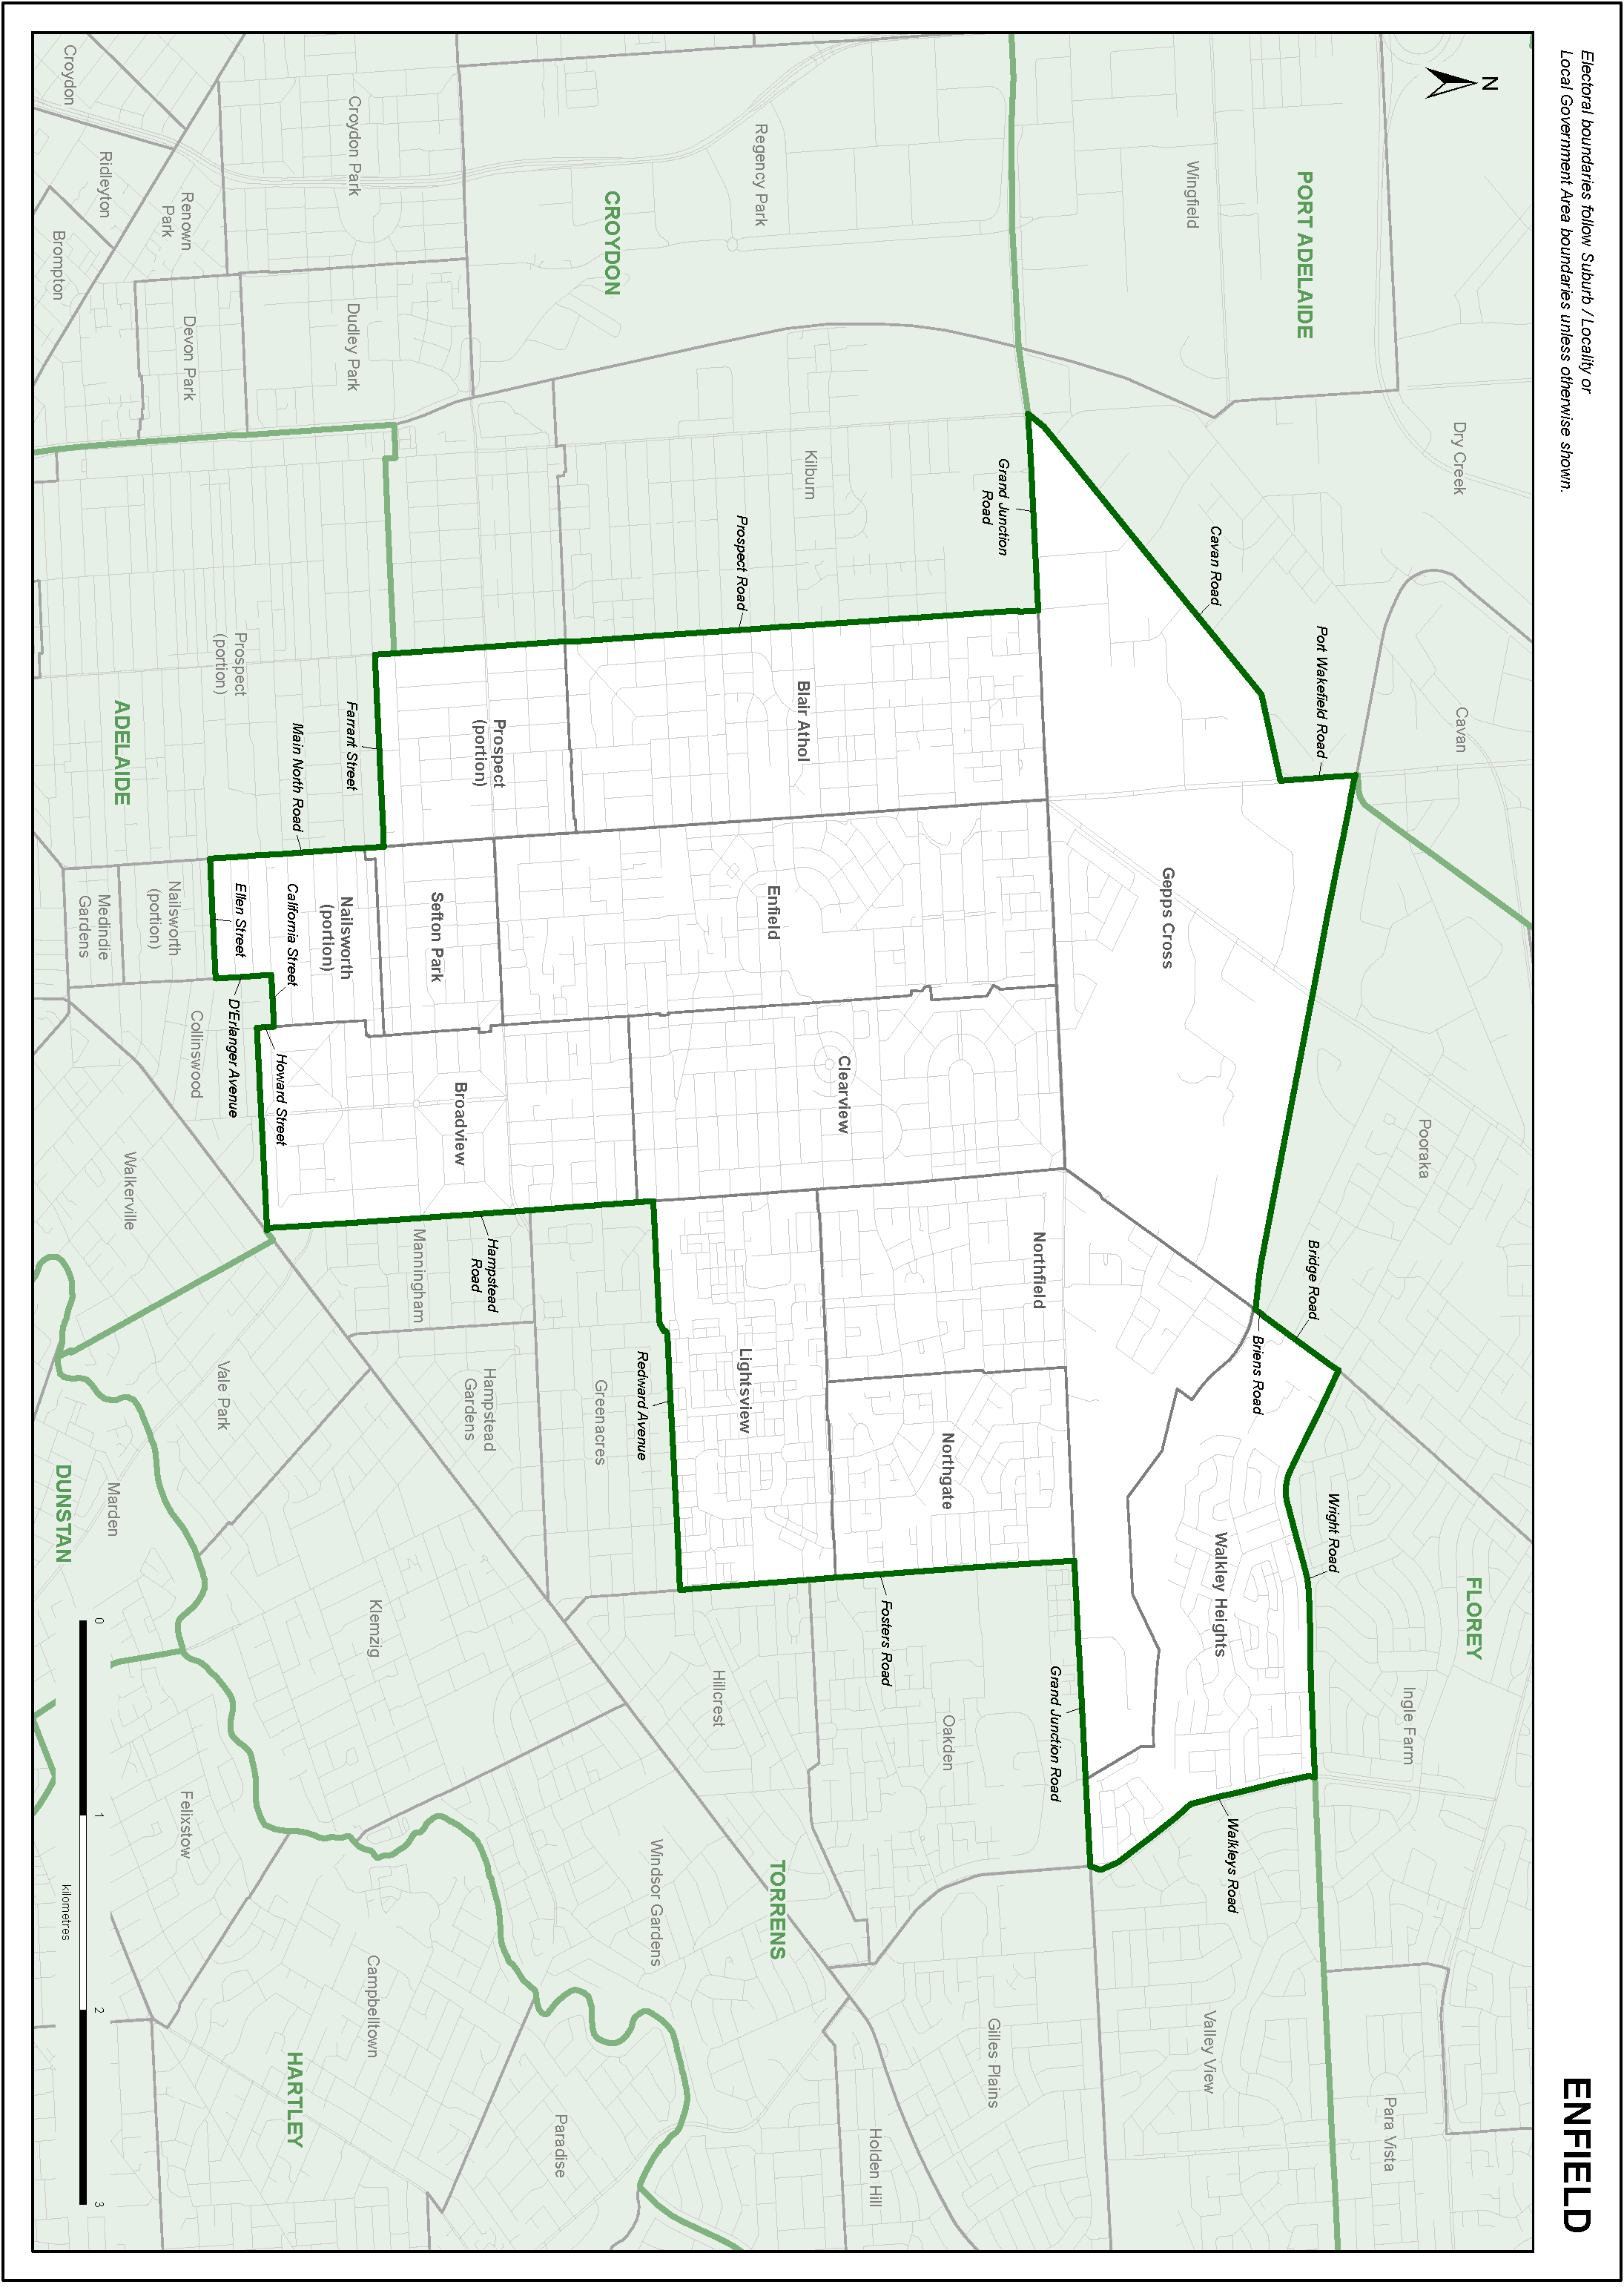 Electoral boundaries follow Suburb / Locality or
Local Government Area boundaries unless otherwise shown.
ENFIELD
N
Dry Creek
Cavan
Pooraka
FLOREY
Ingle Farm
Para Vista
PORT ADELAIDE
Wingfield
Cavan Road
Port Wakefield Road
Bridge Road
Briens Road
Wright Road
Walkley Heights
Walkleys Road
Valley View
Gepps Cross
Grand Junction
Road
Northfield
Northgate
Grand Junction Road
Gilles Plains
Regency Park
Kilburn
Prospect Road
Blair Athol
Enfield
Clearview
Lightsview
Fosters Road
Oakden
Holden Hill
CROYDON
Redward Avenue
Greenacres
Hillcrest
TORRENS
Windsor Gardens
Croydon Park
Dudley Park
Prospect
(portion)
Sefton Park
Broadview
Hampstead
Road
Manningham
Hampstead
Gardens
Klemzig
Campbelltown
Paradise
Farrant Street
Main North Road
Nailsworth
(portion)
California Street
Ellen Street
D'Erlanger Avenue
Howard Street
Renown
Park
Devon Park
Prospect
(portion)
Nailsworth
(portion)
Collinswood
Vale Park
Felixstow
HARTLEY
Croydon
Ridleyton
Brompton
ADELAIDE
Medindie
Gardens
Walkerville
Marden
DUNSTAN
0
1
2
3
kilometres